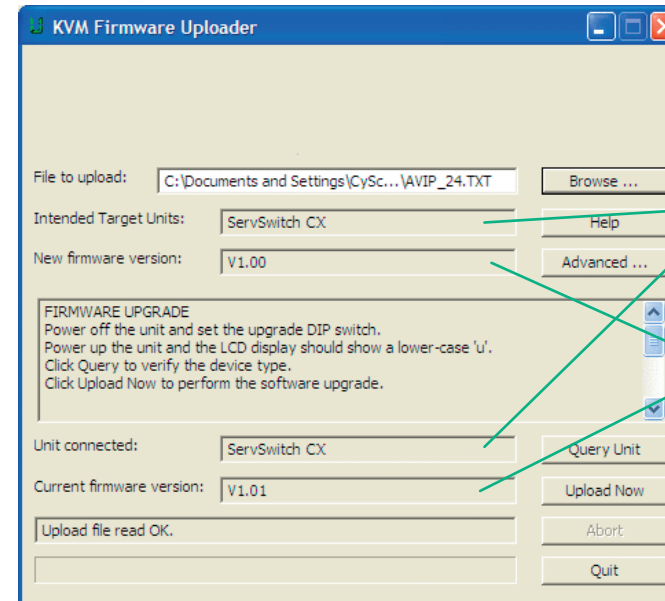 KVM Firmware Uploader
File to upload: C:\Documents and Settings\CySc...\AVIP_24.TXT Browse ...
Intended Target Units: ServSwitch CX Help
New firmware version: V1.00 Advanced ...
FIRMWARE UPGRADE
Power off the unit and set the upgrade DIP switch.
Power up the unit and the LCD display should show a lower-case 'u'.
Click Query to verify the device type.
Click Upload Now to perform the software upgrade.
Unit connected: ServSwitch CX Query Unit
Current firmware version: V1.01 Upload Now
Upload file read OK. Abort
Quit